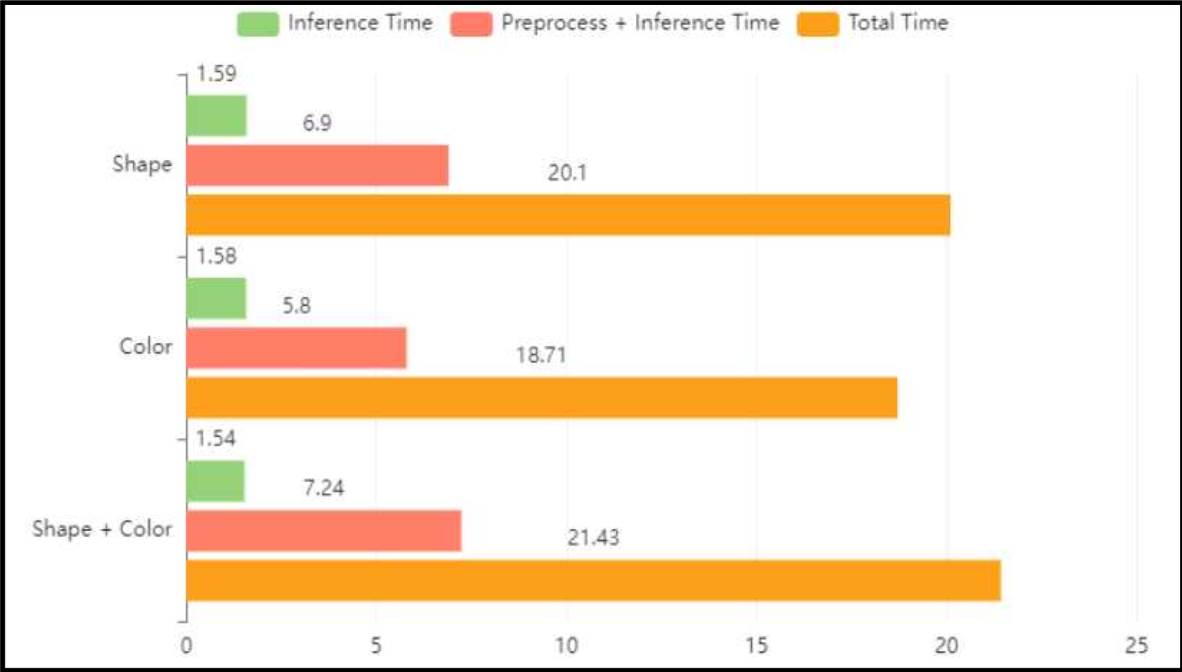 Inference Time Preprocess + Inference Time Total Time
1.59
6.9
Shape
20.1
1.58
5.8
Color
18.71
1.54
7.24
Shape + Color
21.43
0 5 10 15 20 25